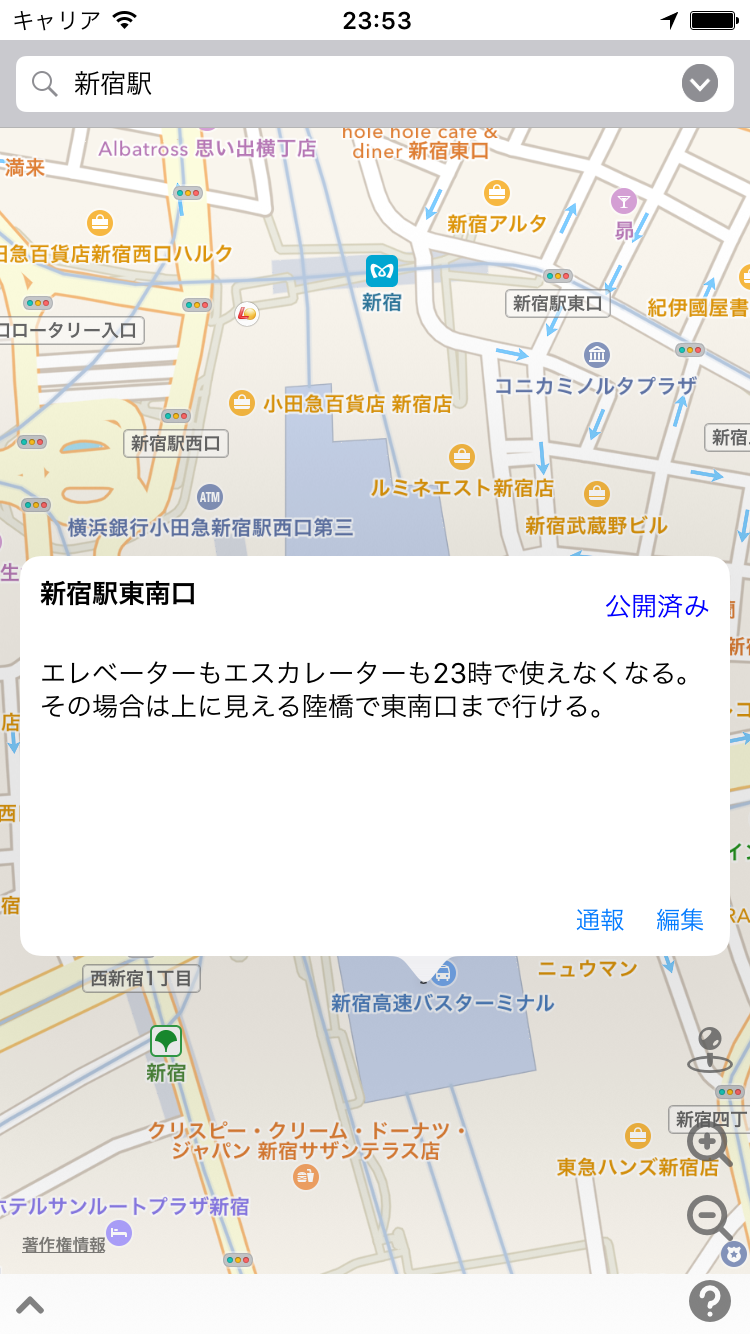 キャリア
23:53
新宿駅
hole hole cafe &
diner 新宿東口
Albatross 思い出横丁店
満来
新宿アルタ
昴
田急百貨店新宿西口ハルク
新宿
新宿駅東口
紀伊國屋書
口ロータリー入口
コニカミノルタプラザ
小田急百貨店 新宿店
新宿駅西口
新宿
ルミネエスト新宿店
ATM
横浜銀行小田急新宿駅西口第三
新宿武蔵野ビル
生
新宿駅東南口
公開済み
エレベーターもエスカレーターも23時で使えなくなる。
その場合は上に見える陸橋で東南口まで行ける。
店
西
宿
通報
編集
RA
西新宿1丁目
ニュウマン
新宿高速バスターミナル
新宿
新宿四丁
クリスピー・クリーム・ドーナツ・
ジャパン 新宿サザンテラス店
東急ハンズ新宿店
ホテルサンルートプラザ新宿
著作権情報